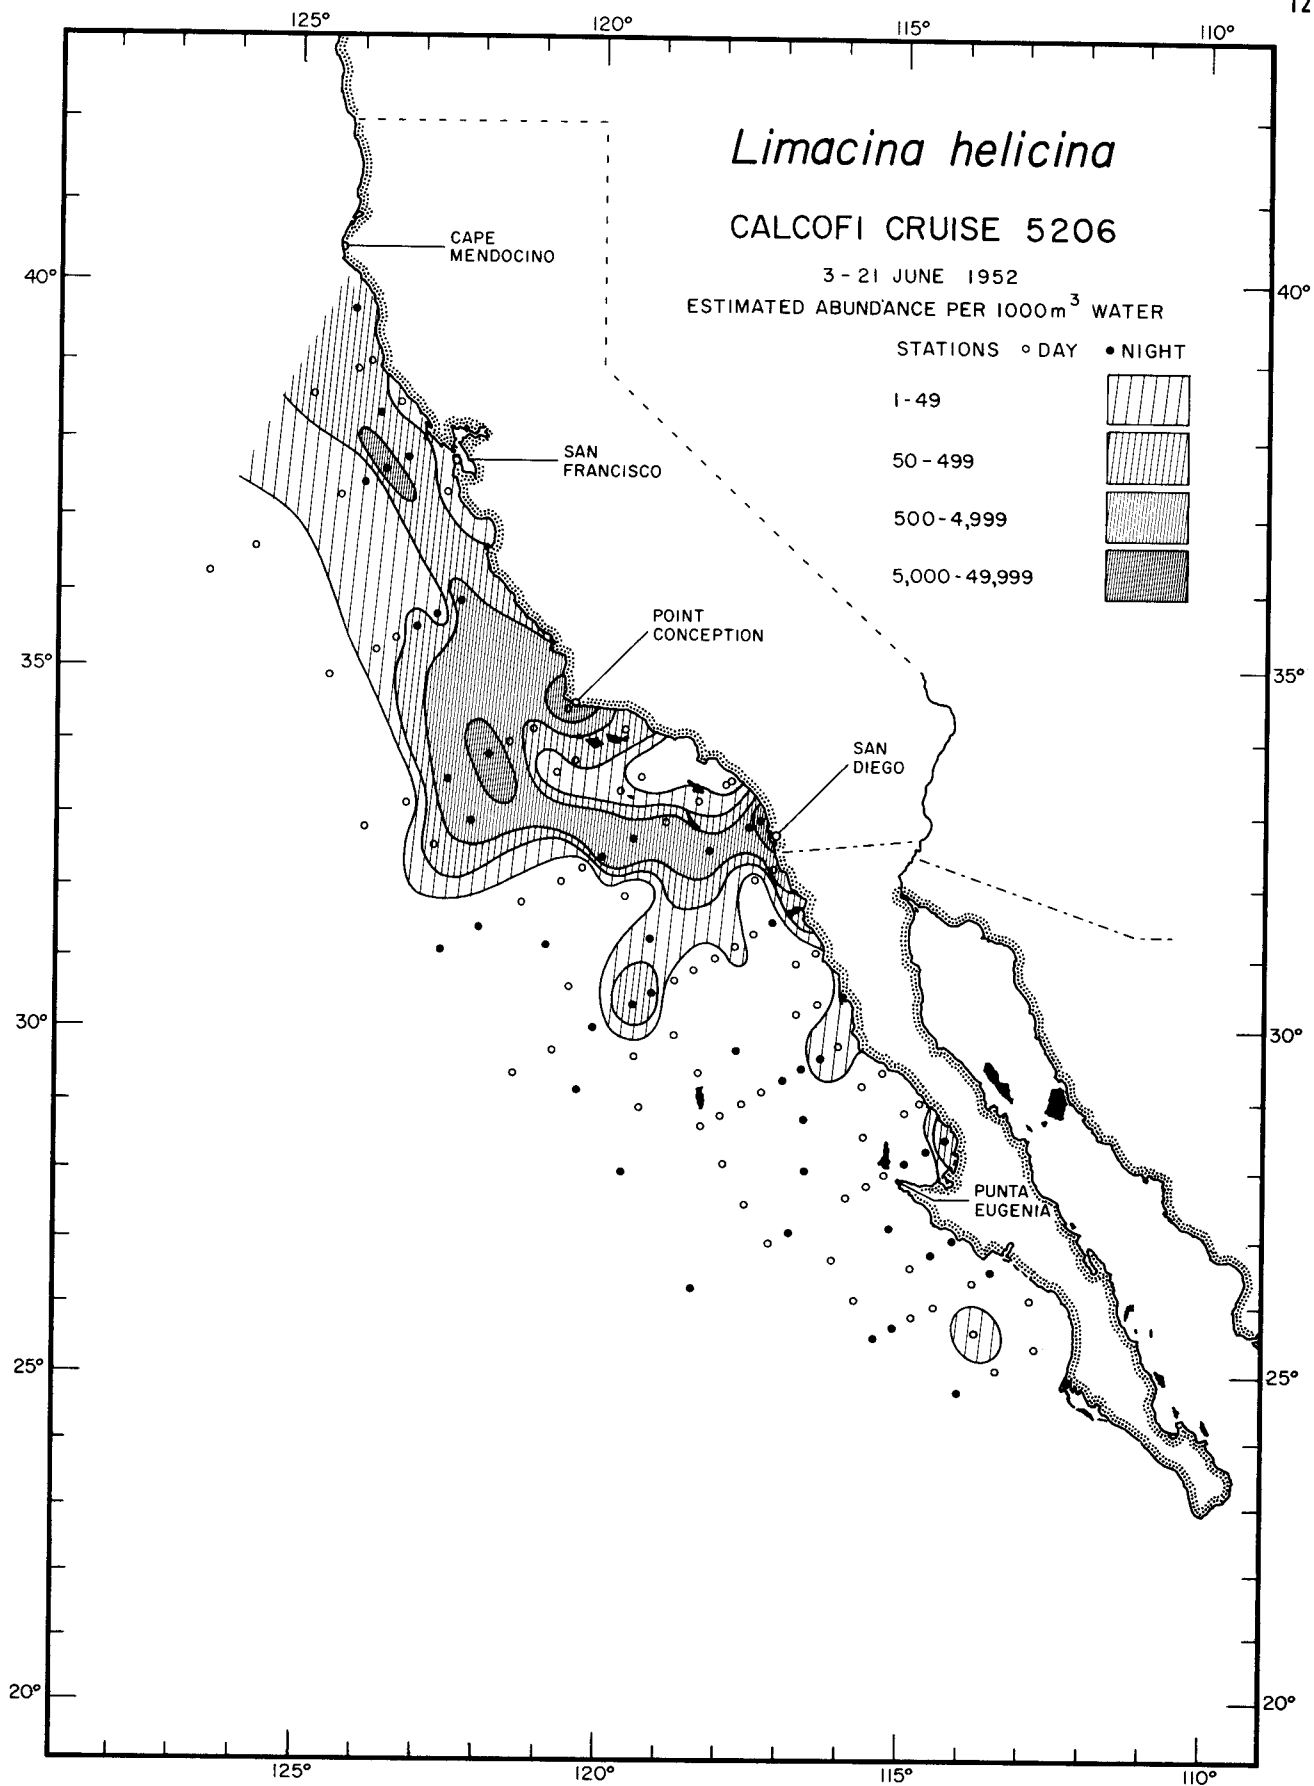 12
125° 120° 115° 110°
Limacina helicina
CALCOFI CRUISE 5206
3-21 JUNE 1952
ESTIMATED ABUNDANCE PER 1000m³ WATER
STATIONS ○ DAY ● NIGHT
1-49
50-499
500-4,999
5,000-49,999
CAPE
MENDOCINO
40° 40°
SAN
FRANCISCO
POINT
CONCEPTION
35° 35°
SAN
DIEGO
30° 30°
PUNTA
EUGENIA
25° 25°
20° 20°
125° 120° 115° 110°